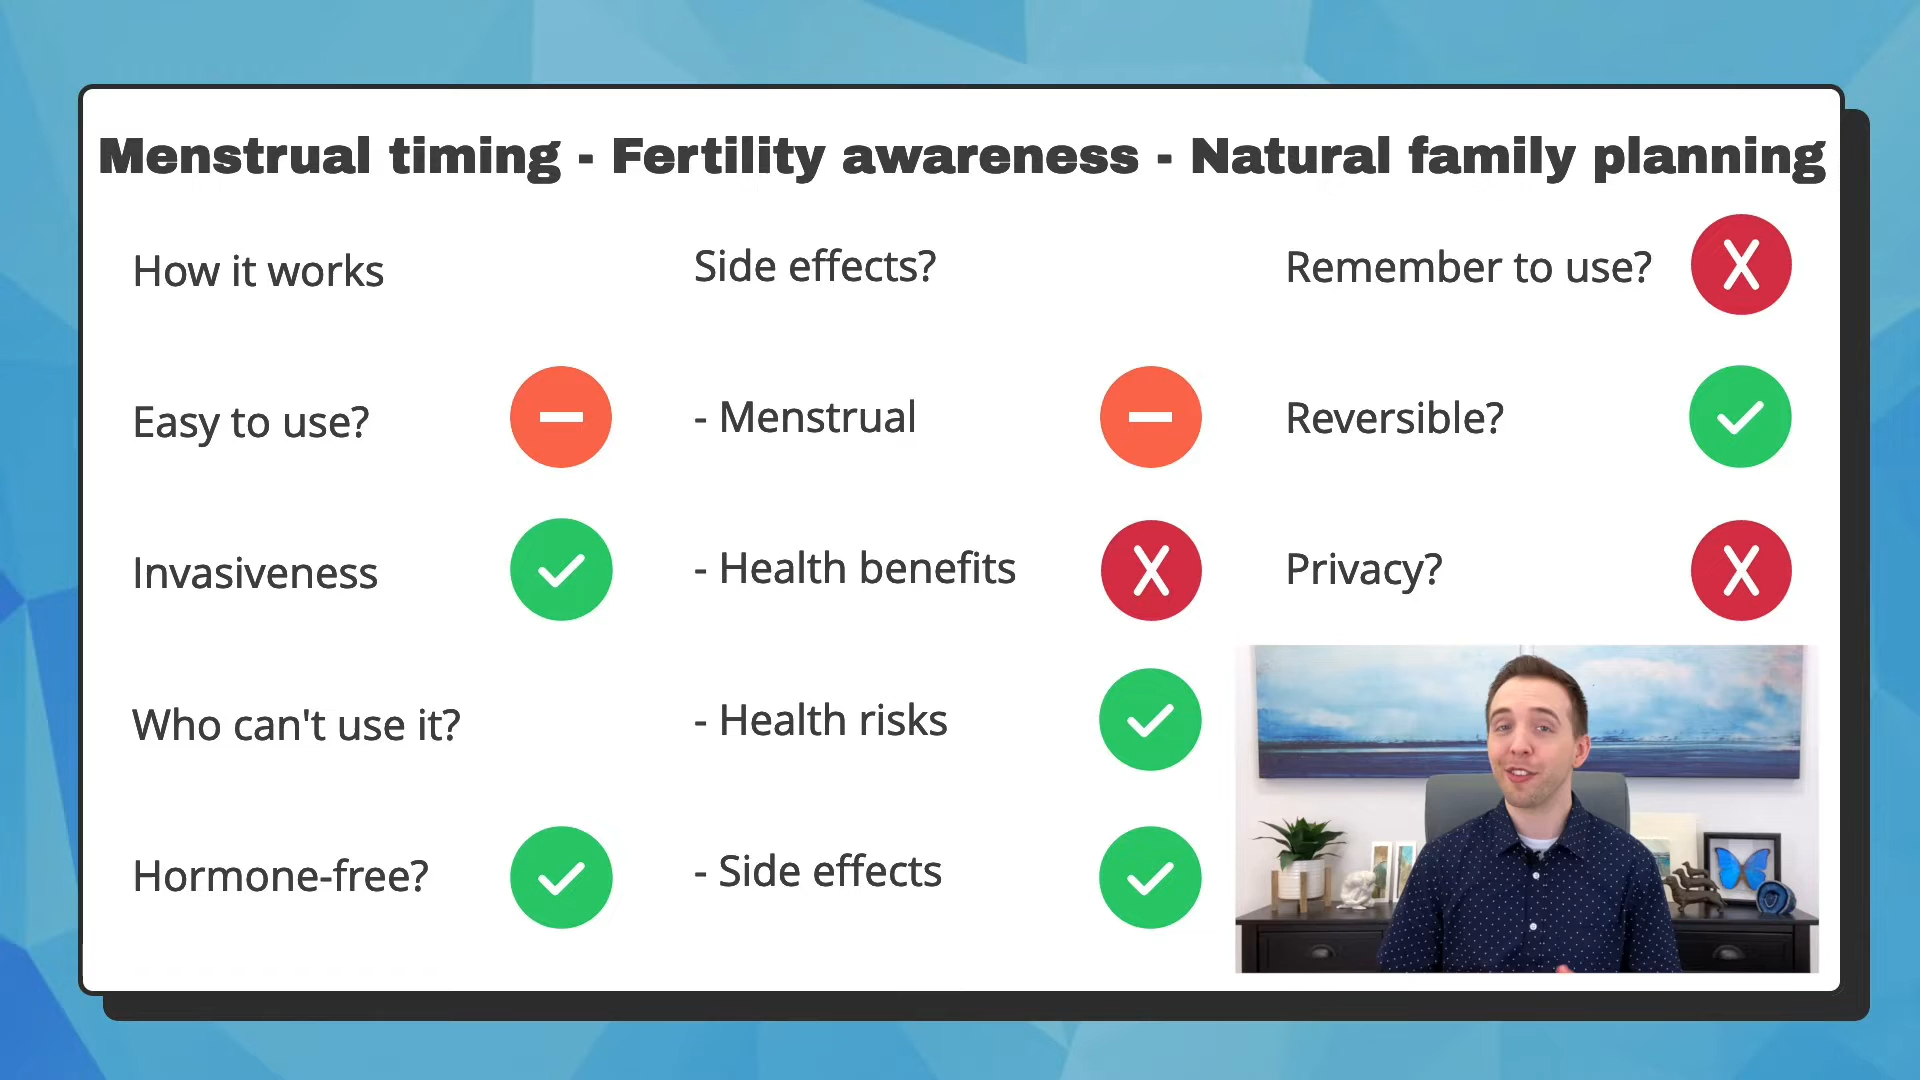 Menstrual timing - Fertility awareness - Natural family planning
How it works
Easy to use?
Invasiveness
Who can't use it?
Hormone-free?
Side effects?
- Menstrual
- Health benefits
- Health risks
- Side effects
Remember to use?
X
Reversible?
Privacy?
X
X